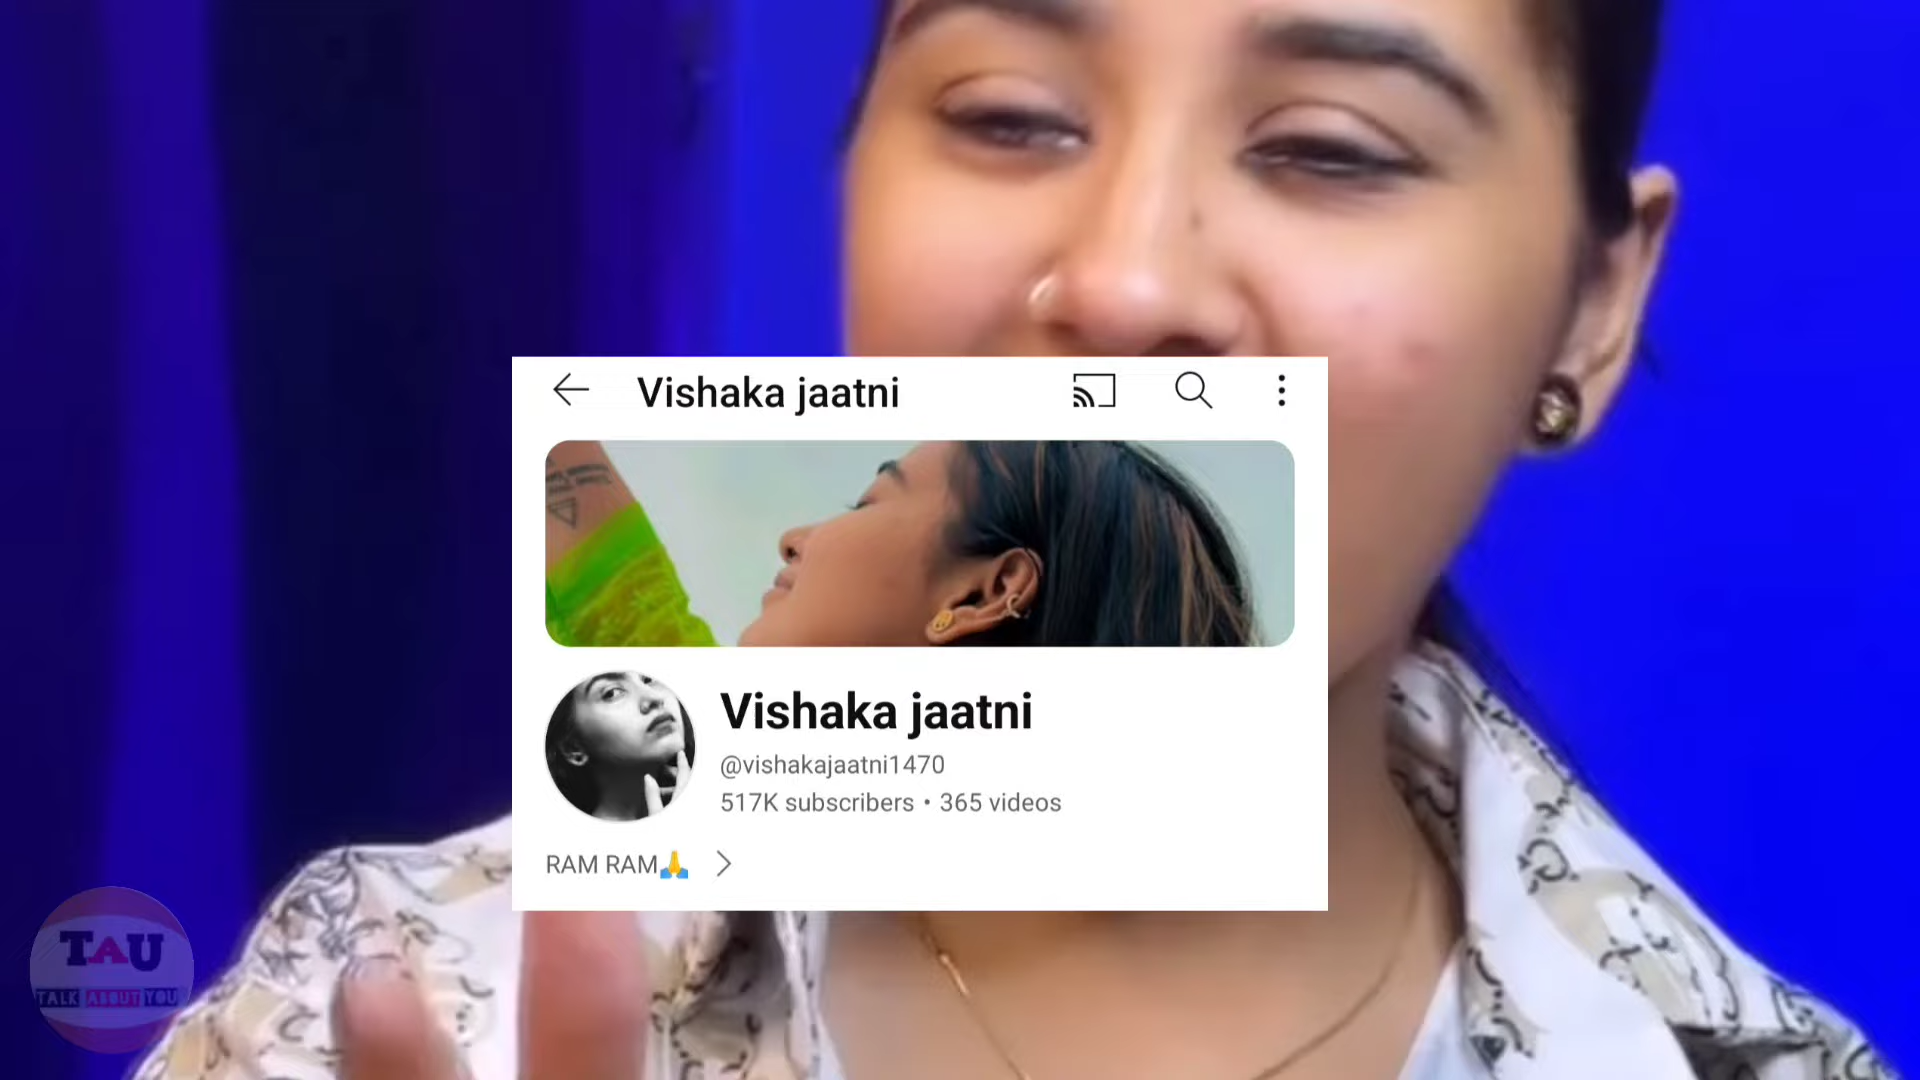 Vishaka jaatni
Vishaka jaatni
@vishakajaatni1470
517K subscribers • 365 videos
RAM RAM🙏
TAU
TALK ABOUT YOU